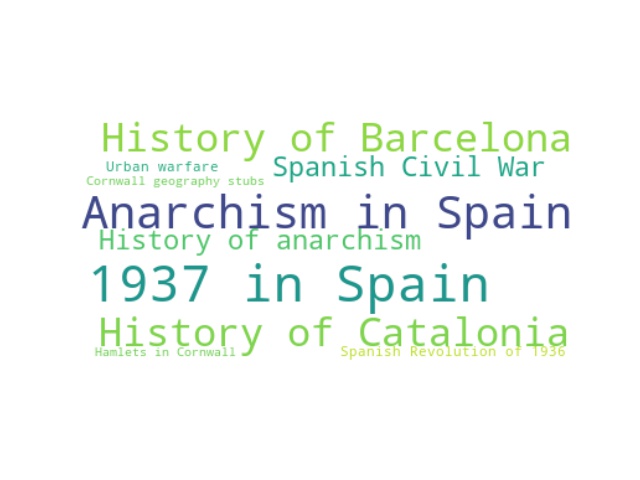 History of Barcelona
Urban warfare
Spanish Civil War
Cornwall geography stubs
Anarchism in Spain
History of anarchism
1937 in Spain
History of Catalonia
Hamlets in Cornwall
Spanish Revolution of 1936